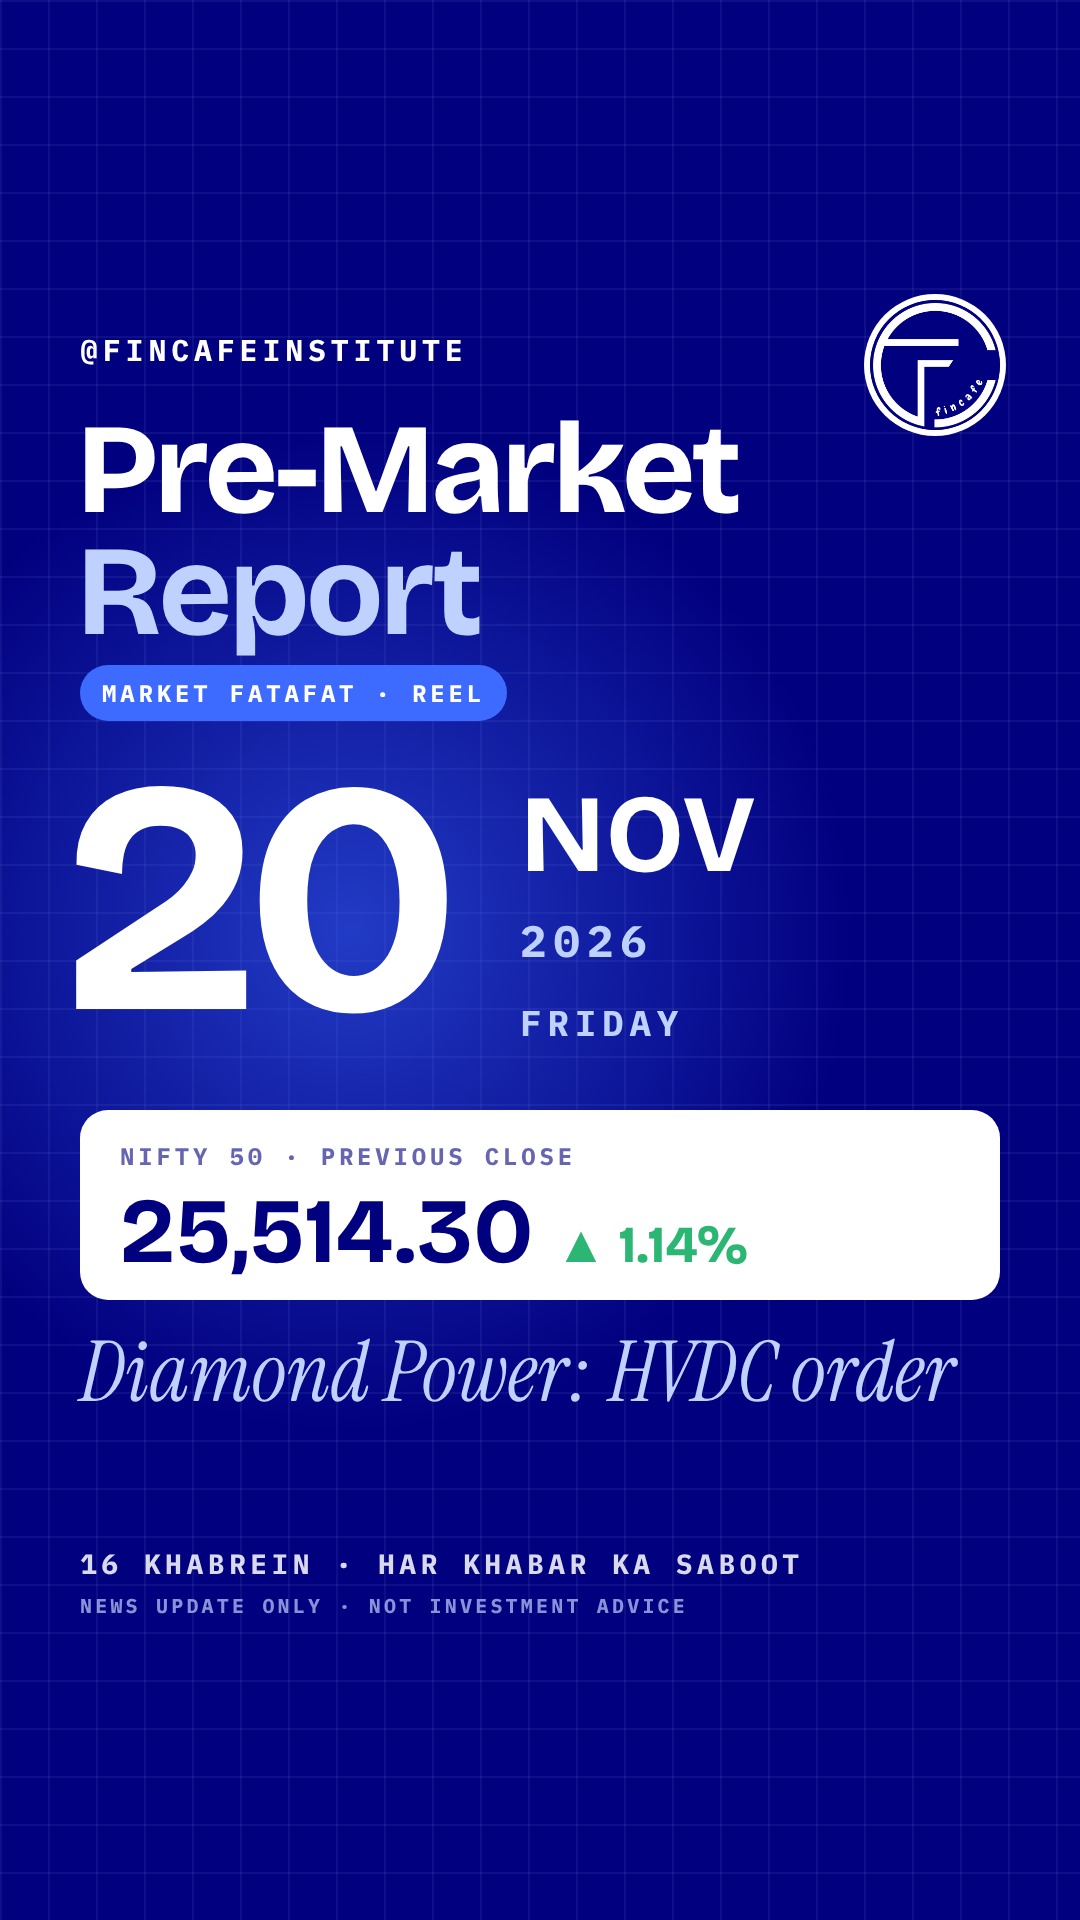 @FINCAFEINSTITUTE
fincafe
Pre-Market
Report
MARKET FATAFAT · REEL
20
NOV
2026
FRIDAY
NIFTY 50 · PREVIOUS CLOSE
25,514.30 ▲ 1.14%
Diamond Power: HVDC order
16 KHABREIN · HAR KHABAR KA SABOOT
NEWS UPDATE ONLY · NOT INVESTMENT ADVICE